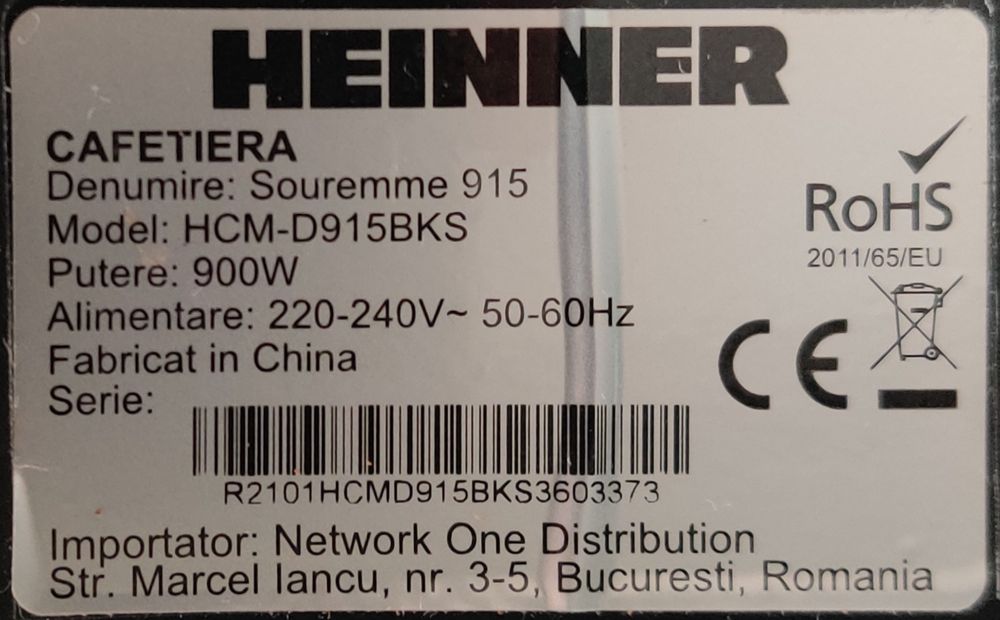 HEINNER
CAFETIERA
Denumire: Souremme 915
Model: HCM-D915BKS
Putere: 900W
Alimentare: 220-240V~ 50-60Hz
Fabricat in China
Serie:
R2101HCMD915BKS3603373
RoHS
2011/65/EU
CE
Importator: Network One Distribution
Str. Marcel Iancu, nr. 3-5, Bucuresti, Romania